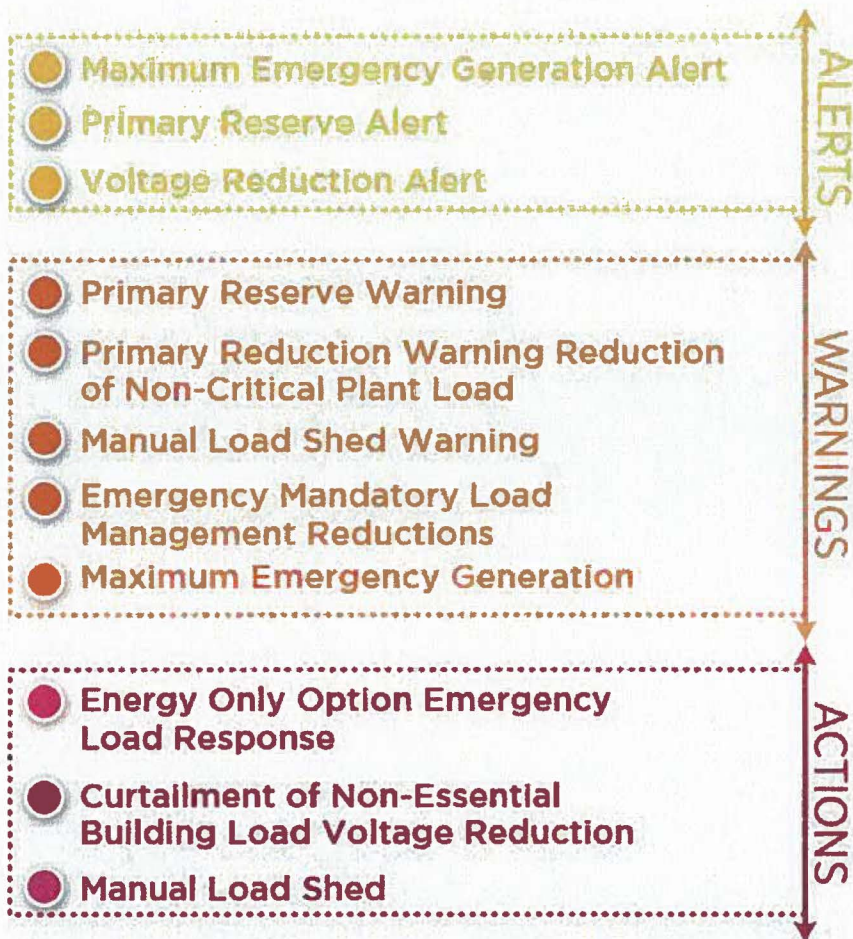 Maximum Emergency Generation Alert
Primary Reserve Alert
Voltage Reduction Alert
ALERTS
Primary Reserve Warning
Primary Reduction Warning Reduction
of Non-Critical Plant Load
Manual Load Shed Warning
Emergency Mandatory Load
Management Reductions
Maximum Emergency Generation
WARNINGS
Energy Only Option Emergency
Load Response
Curtailment of Non-Essential
Building Load Voltage Reduction
Manual Load Shed
ACTIONS